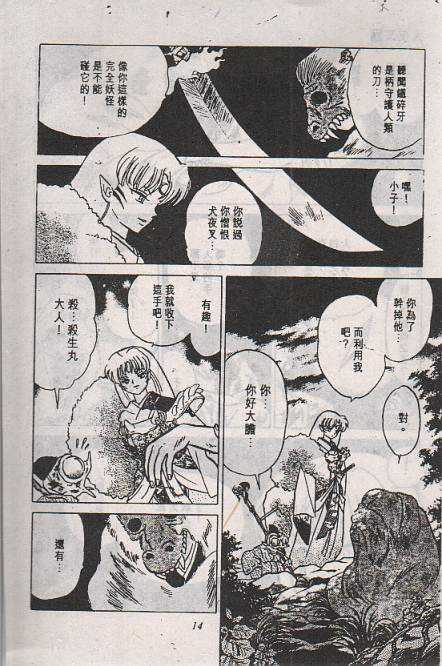 聽聞鐵碎牙
是柄守護人類
的刀…
像你這樣的
完全妖怪
是不能
碰它的！
嘿！
小子！
你說過
你憎恨
犬夜叉…
你為了
幹掉他…
而利用我
吧？
對。
你…
你好大膽…
有趣！
我就收下
這手吧！
殺…殺生丸
大人！
還有…
14